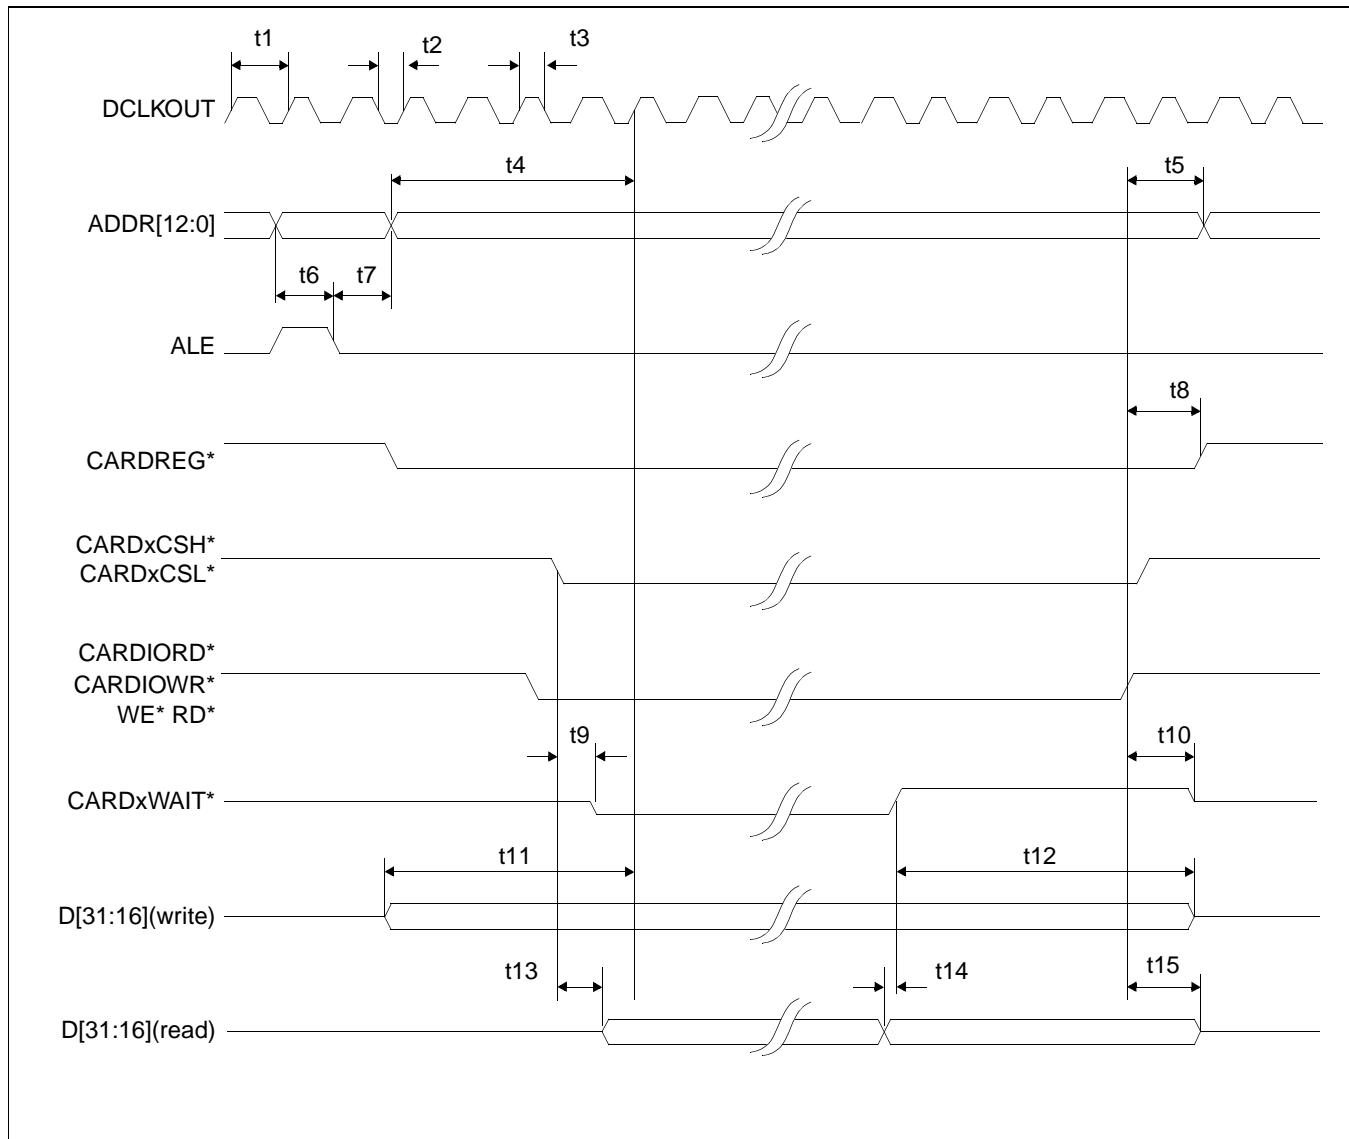 t1
t2
t3
DCLKOUT
t4
t5
ADDR[12:0]
t6
t7
ALE
t8
CARDREG*
CARDxCSH*
CARDxCSL*
CARDIORD*
CARDIOWR*
WE* RD*
t9
t10
CARDxWAIT*
t11
t12
D[31:16](write)
t13
t14
t15
D[31:16](read)